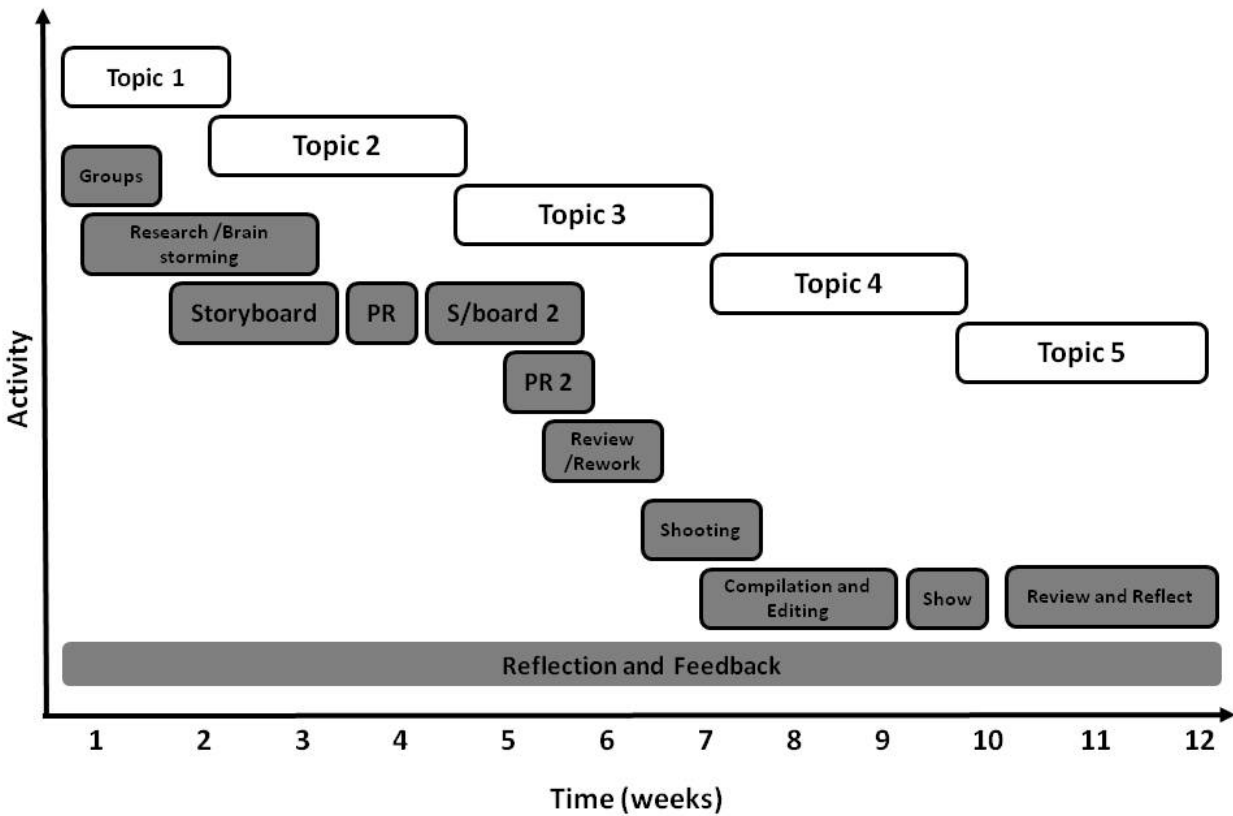 Topic 1
Topic 2
Groups
Topic 3
Research /Brain
storming
Topic 4
Storyboard
PR
S/board 2
Topic 5
PR 2
Review
/Rework
Shooting
Compilation and
Editing
Show
Review and Reflect
Reflection and Feedback
Activity
1 2 3 4 5 6 7 8 9 10 11 12
Time (weeks)